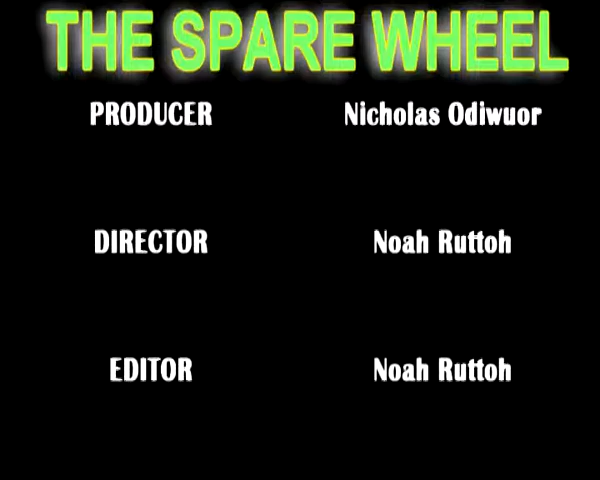 THE SPARE WHEEL
PRODUCER Nicholas Odiwuor
DIRECTOR Noah Ruttoh
EDITOR Noah Ruttoh